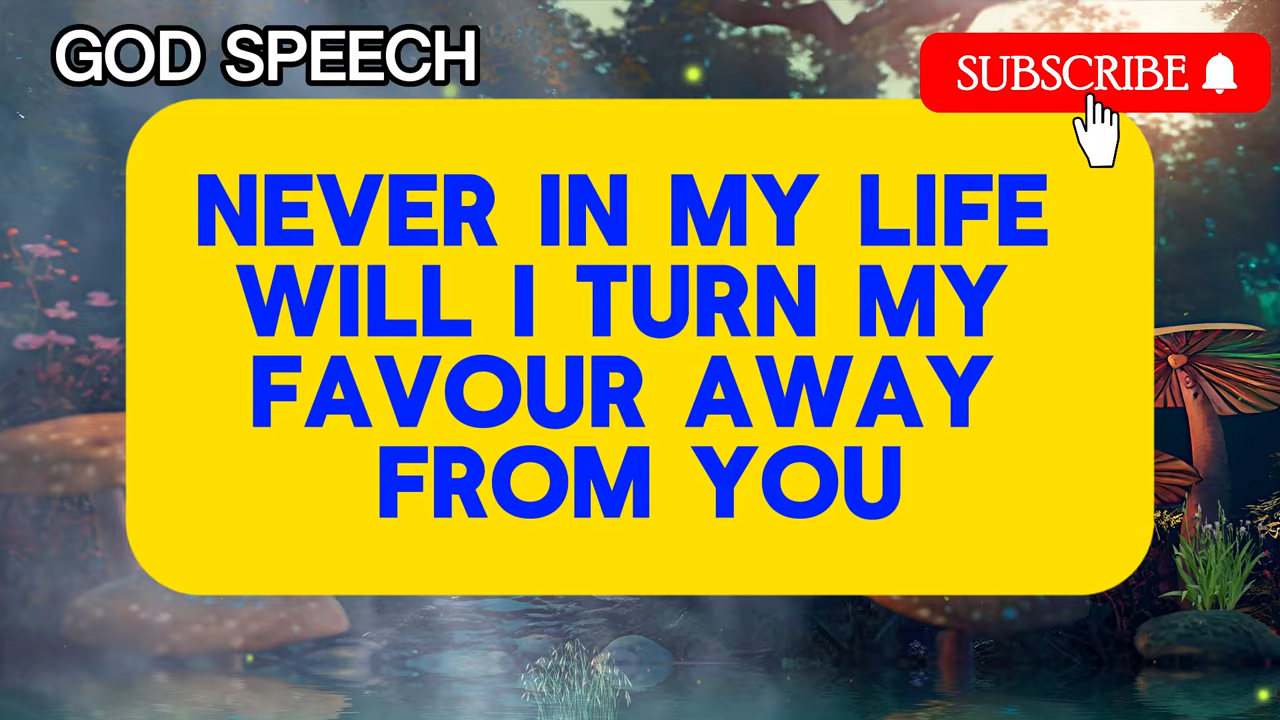 GOD SPEECH
SUBSCRIBE
NEVER IN MY LIFE
WILL I TURN MY
FAVOUR AWAY
FROM YOU